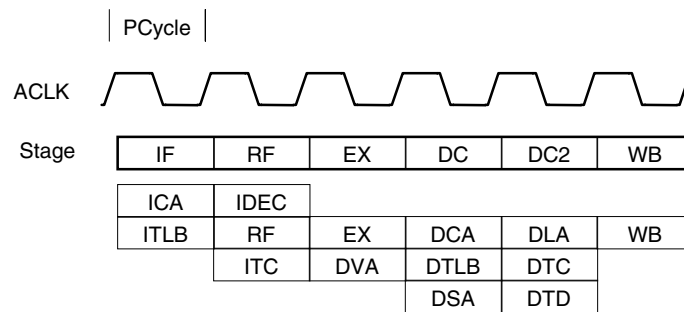 PCycle
ACLK
Stage IF RF EX DC DC2 WB
ICA IDEC
ITLB RF EX DCA DLA WB
ITC DVA DTLB DTC
DSA DTD